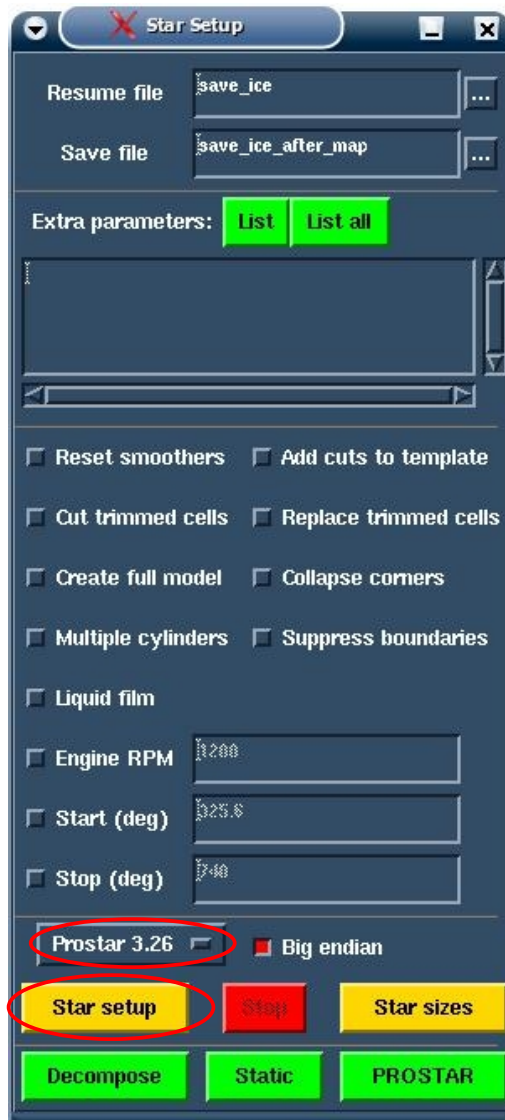 Star Setup
Resume file save_ice ...
Save file save_ice_after_map ...
Extra parameters: List List all
Reset smoothers Add cuts to template
Cut trimmed cells Replace trimmed cells
Create full model Collapse corners
Multiple cylinders Suppress boundaries
Liquid film
Engine RPM 1200
Start (deg) 325.6
Stop (deg) 740
Prostar 3.26 Big endian
Star setup Stop Star sizes
Decompose Static PROSTAR